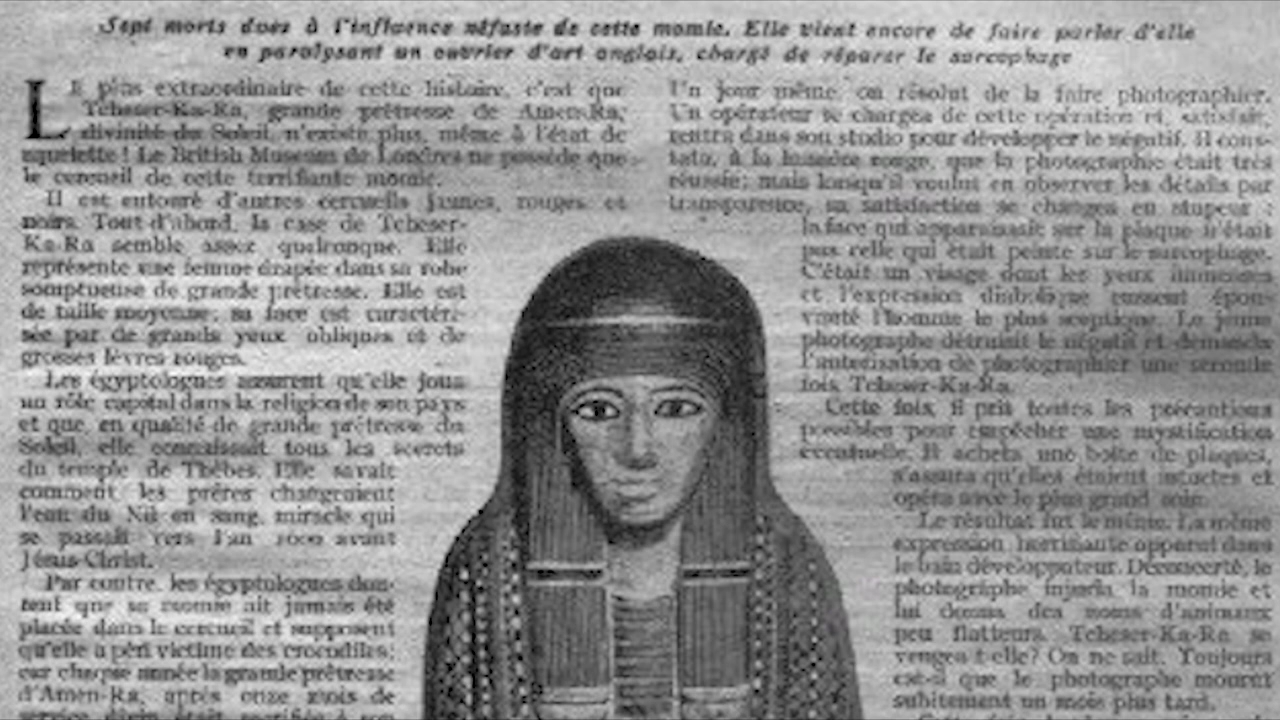 Sept morts dues à l'influence néfaste de cette momie. Elle vient encore de faire parler d'elle
en paralysant un ouvrier d'art anglais, chargé de réparer le sarcophage
LE plus extraordinaire de cette histoire, c'est que
Tcheser-Ka-Ra, grande prêtresse de Amen-Ra,
divinité du Soleil, n'existe plus, même à l'état de
squelette ! Le British Museum de Londres ne possède que
le cercueil de cette terrifiante momie.
Il est entouré d'autres cercueils jaunes, rouges et
noirs. Tout d'abord, la case de Tcheser-
Ka-Ra semble assez quelconque. Elle
représente une femme drapée dans sa robe
somptueuse de grande prêtresse. Elle est
de taille moyenne; sa face est caractéri-
sée par de grands yeux obliques et de
grosses lèvres rouges.
Les égyptologues assurent qu'elle joua
un rôle capital dans la religion de son pays
et que, en qualité de grande prêtresse du
Soleil, elle connaissait tous les secrets
du temple de Thèbes. Elle savait
comment les prêtres changeaient
l'eau du Nil en sang, miracle qui
se passait vers l'an avant
Jésus-Christ.
Par contre, les égyptologues dou-
tent que sa momie ait jamais été
placée dans le cercueil et supposent
qu'elle a péri victime des crocodiles;
car chaque année la grande prêtresse
d'Amen-Ra, après onze mois de
service divin était sacrifiée à son
Un jour même, on résolut de la faire photographier.
Un opérateur se chargea de cette opération et, satisfait,
rentra dans son studio pour développer le négatif. Il cons-
tata, à la lumière rouge, que la photographie était très
réussie; mais lorsqu'il voulut en observer les détails par
transparence, sa satisfaction se changea en stupeur :
la face qui apparaissait sur la plaque n'était
pas celle qui était peinte sur le sarcophage.
C'était un visage dont les yeux immenses
et l'expression diabolique eussent épou-
vanté l'homme le plus sceptique. Le jeune
photographe détruisit le négatif et demanda
l'autorisation de photographier une seconde
fois Tcheser-Ka-Ra.
Cette fois, il prit toutes les précautions
possibles pour empêcher une mystification
éventuelle. Il acheta une boîte de plaques,
s'assura qu'elles étaient intactes et
opéra avec le plus grand soin.
Le résultat fut le même. La même
expression horrifiante apparut dans
le bain développateur. Déconcerté, le
photographe injuria la momie et
lui donna des noms d'animaux
peu flatteurs. Tcheser-Ka-Ra se
vengea-t-elle? On ne sait. Toujours
est-il que le photographe mourut
subitement un mois plus tard.